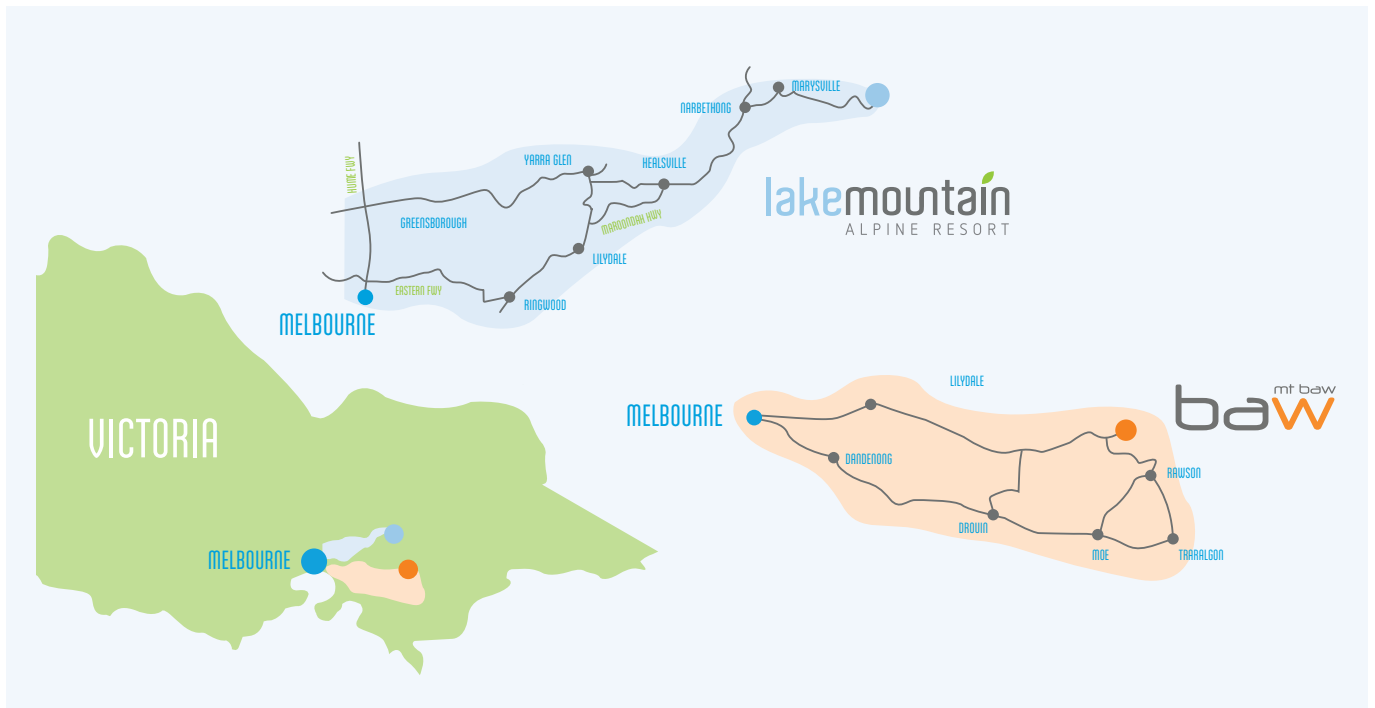 MARYSVILLE
NARBETHONG
HUME FWY
YARRA GLEN
HEALSVILLE
GREENSBOROUGH
MAROONDAH HWY
LILYDALE
EASTERN FWY
RINGWOOD
MELBOURNE
lakemountain
ALPINE RESORT
LILYDALE
mt baw
baw
MELBOURNE
DANDENONG
RAWSON
DROUIN
MOE
TRARALGON
VICTORIA
MELBOURNE